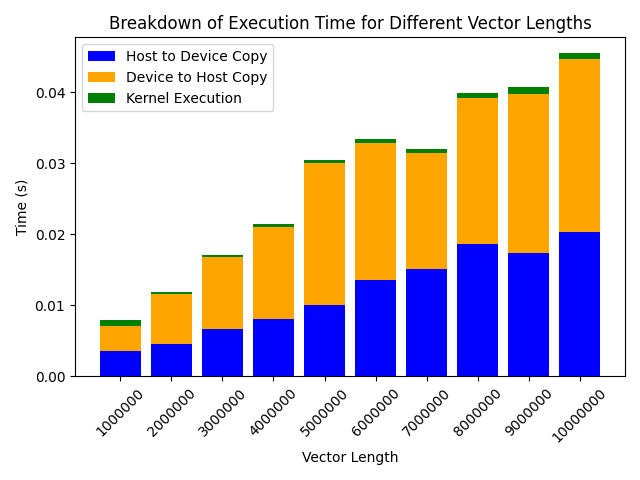 Breakdown of Execution Time for Different Vector Lengths
Host to Device Copy
Device to Host Copy
Kernel Execution
Time (s)
0.04
0.03
0.02
0.01
0.00
1000000
2000000
3000000
4000000
5000000
6000000
7000000
8000000
9000000
10000000
Vector Length